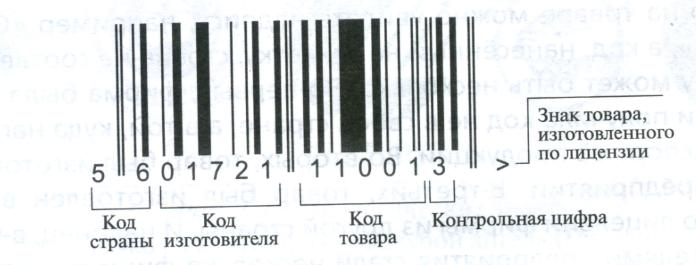 5 601721 110013 >
Знак товара,
изготовленного
по лицензии
Код
страны
Код
изготовителя
Код
товара
Контрольная цифра